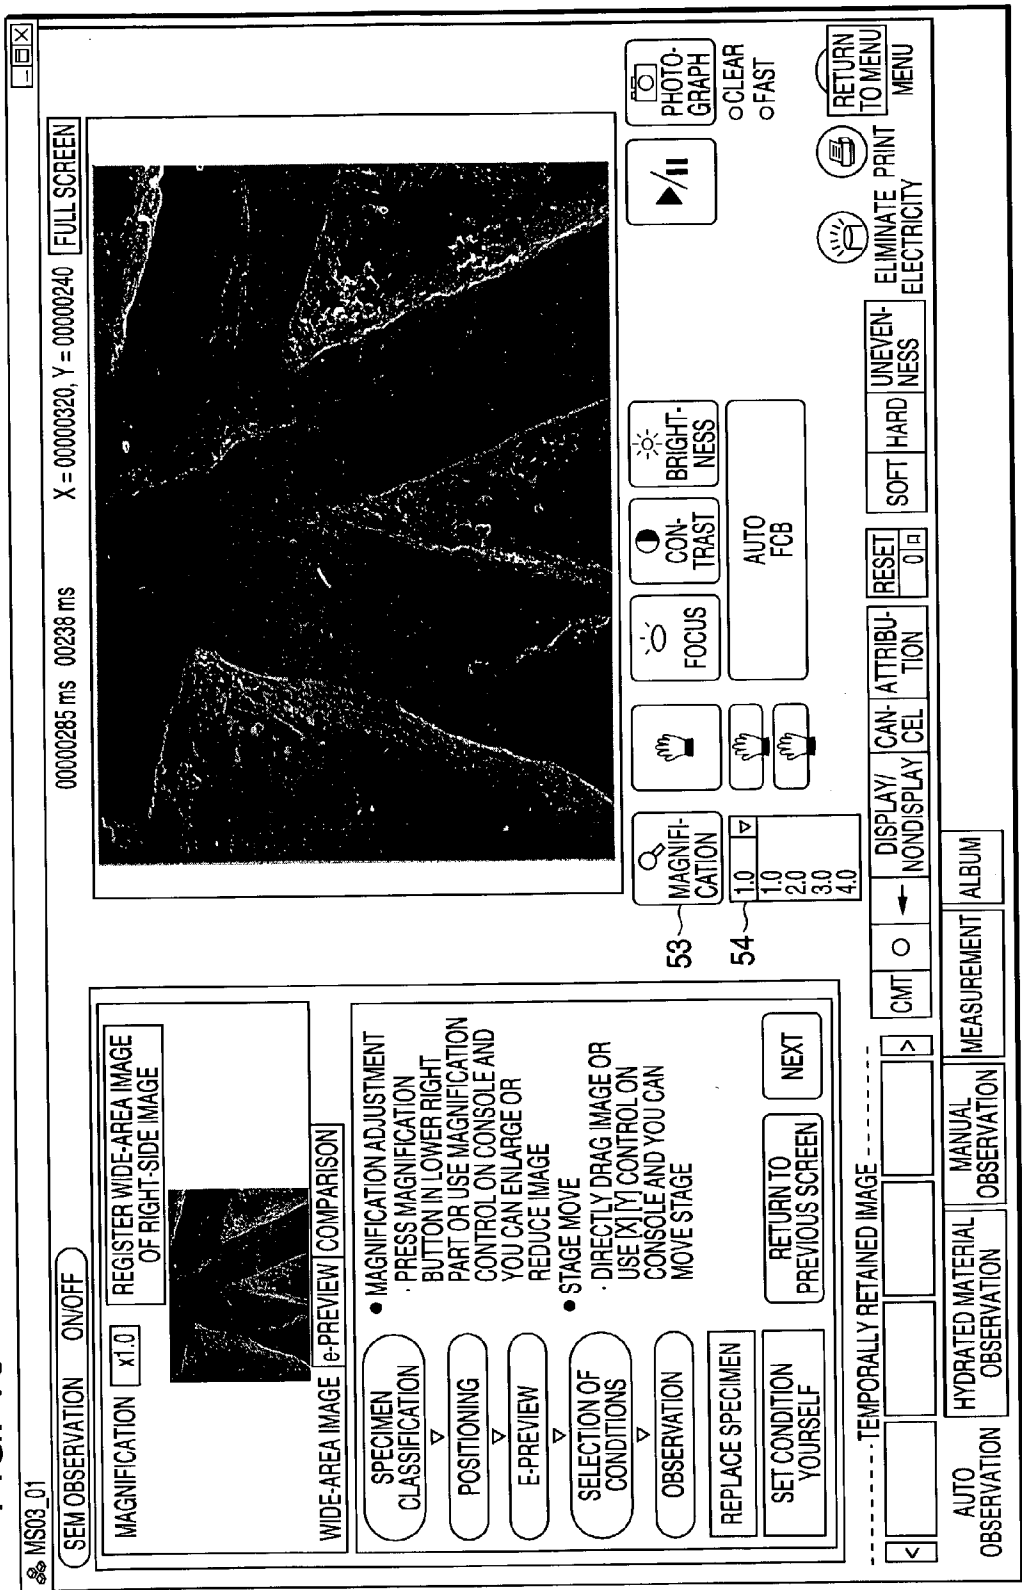 MS03_01
SEM OBSERVATION ON/OFF
00000285 ms 00238 ms X = 00000320, Y = 00000240 FULL SCREEN
MAGNIFICATION x1.0
REGISTER WIDE-AREA IMAGE
OF RIGHT-SIDE IMAGE
WIDE-AREA IMAGE e-PREVIEW COMPARISON
SPECIMEN
CLASSIFICATION
POSITIONING
E-PREVIEW
SELECTION OF
CONDITIONS
OBSERVATION
REPLACE SPECIMEN
SET CONDITION
YOURSELF
● MAGNIFICATION ADJUSTMENT
· PRESS MAGNIFICATION
BUTTON IN LOWER RIGHT
PART OR USE MAGNIFICATION
CONTROL ON CONSOLE AND
YOU CAN ENLARGE OR
REDUCE IMAGE
● STAGE MOVE
· DIRECTLY DRAG IMAGE OR
USE [X] [Y] CONTROL ON
CONSOLE AND YOU CAN
MOVE STAGE
RETURN TO
PREVIOUS SCREEN
NEXT
53
MAGNIFI-
CATION
FOCUS
CON-
TRAST
BRIGHT-
NESS
PHOTO-
GRAPH
CLEAR
FAST
54
1.0
1.0
2.0
3.0
4.0
AUTO
FCB
TEMPORALLY RETAINED IMAGE
< >
CMT
DISPLAY/
NONDISPLAY
CAN-
CEL
ATTRIBU-
TION
RESET
0
SOFT HARD
UNEVEN-
NESS
ELIMINATE
ELECTRICITY
PRINT
RETURN
TO MENU
MENU
AUTO
OBSERVATION
HYDRATED MATERIAL
OBSERVATION
MANUAL
OBSERVATION
MEASUREMENT
ALBUM